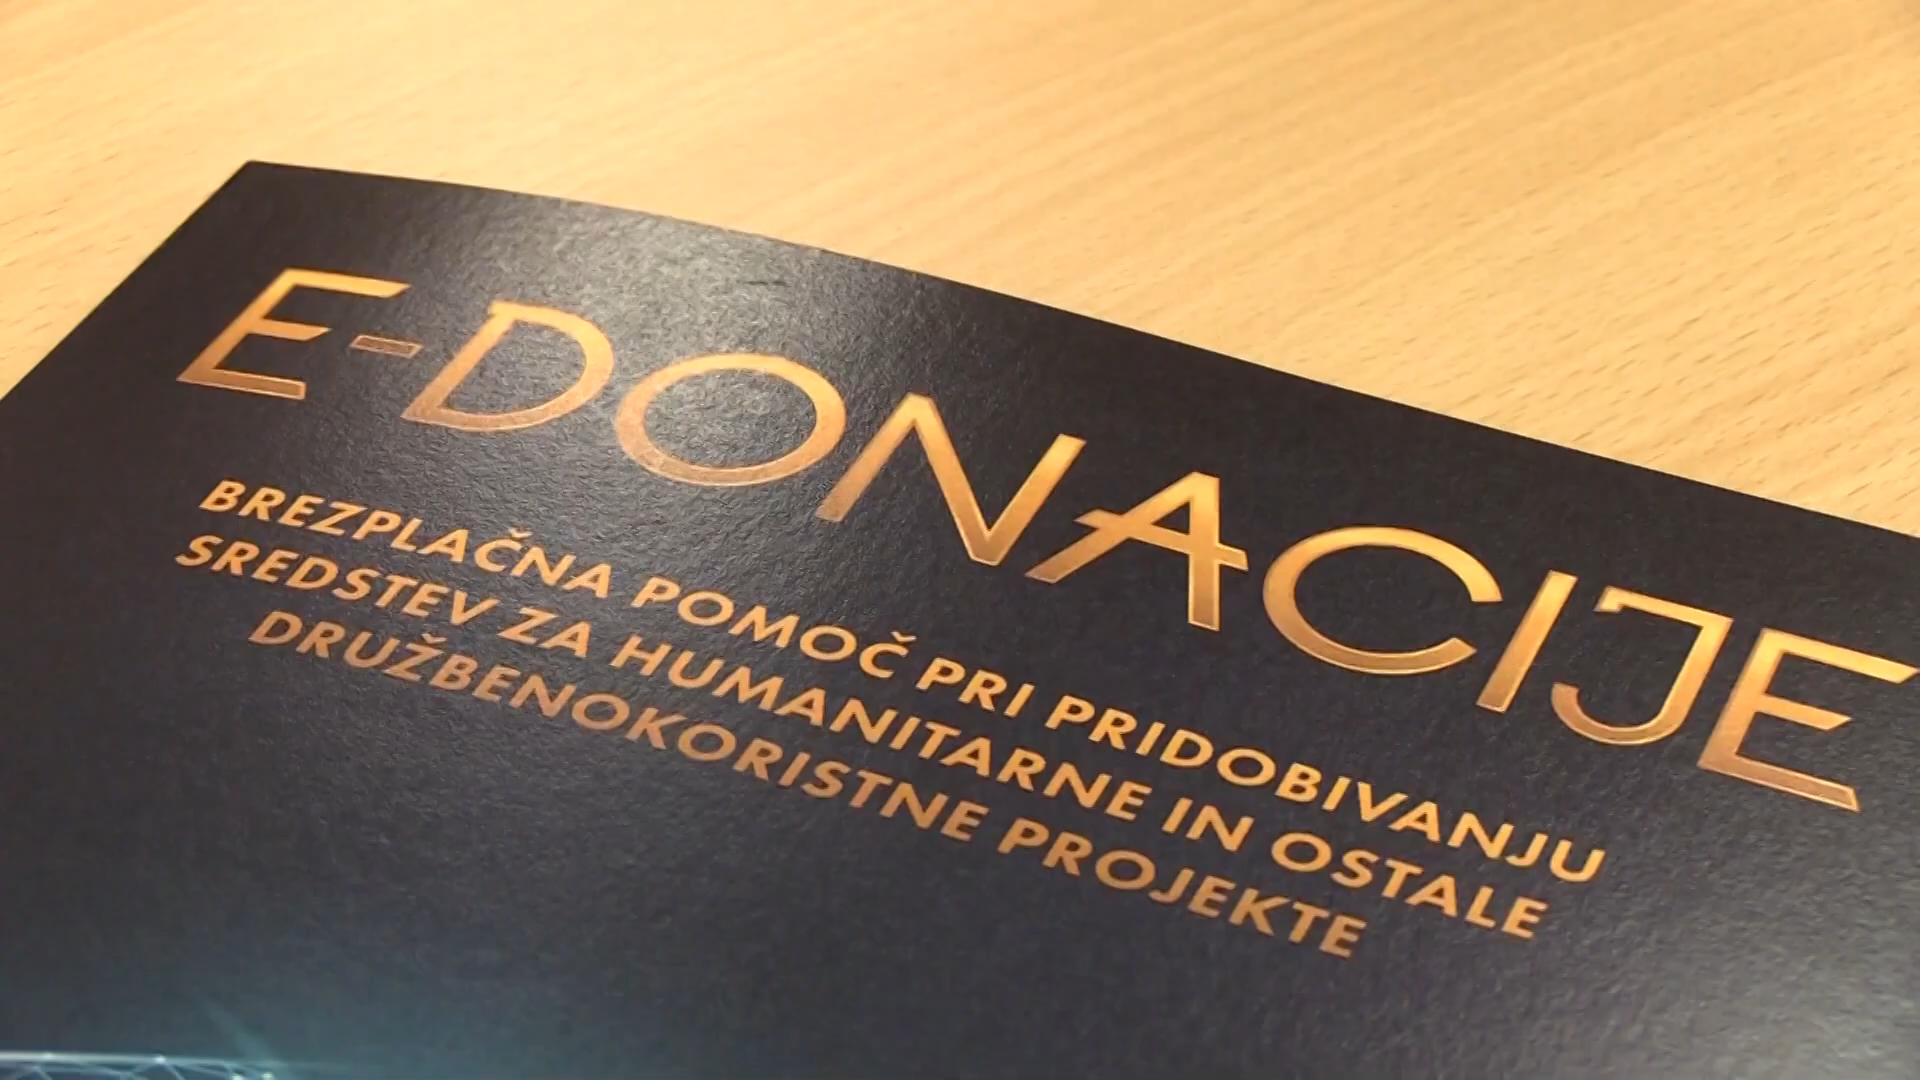 E-DONACIJE
BREZPLAČNA POMOČ PRI PRIDOBIVANJU
SREDSTEV ZA HUMANITARNE IN OSTALE
DRUŽBENOKORISTNE PROJEKTE